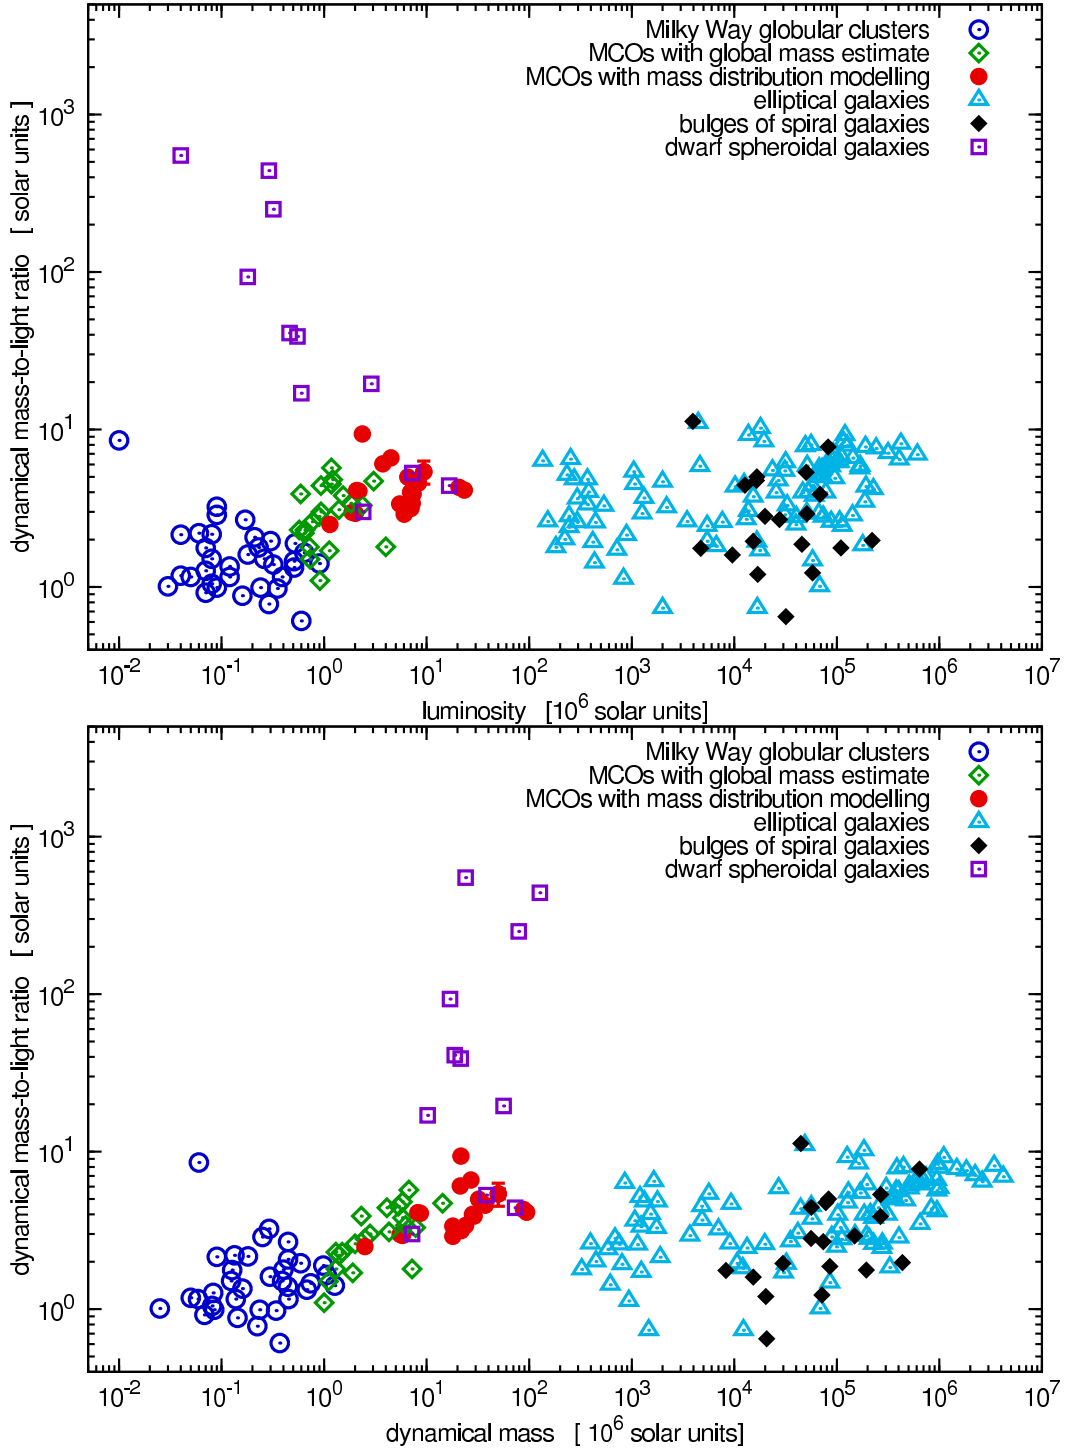 Milky Way globular clusters
MCOs with global mass estimate
MCOs with mass distribution modelling
elliptical galaxies
bulges of spiral galaxies
dwarf spheroidal galaxies
dynamical mass-to-light ratio [ solar units ]
10^3
10^2
10^1
10^0
10^-2 10^-1 10^0 10^1 10^2 10^3 10^4 10^5 10^6 10^7
luminosity [10^6 solar units]
Milky Way globular clusters
MCOs with global mass estimate
MCOs with mass distribution modelling
elliptical galaxies
bulges of spiral galaxies
dwarf spheroidal galaxies
dynamical mass-to-light ratio [ solar units ]
10^3
10^2
10^1
10^0
10^-2 10^-1 10^0 10^1 10^2 10^3 10^4 10^5 10^6 10^7
dynamical mass [ 10^6 solar units]